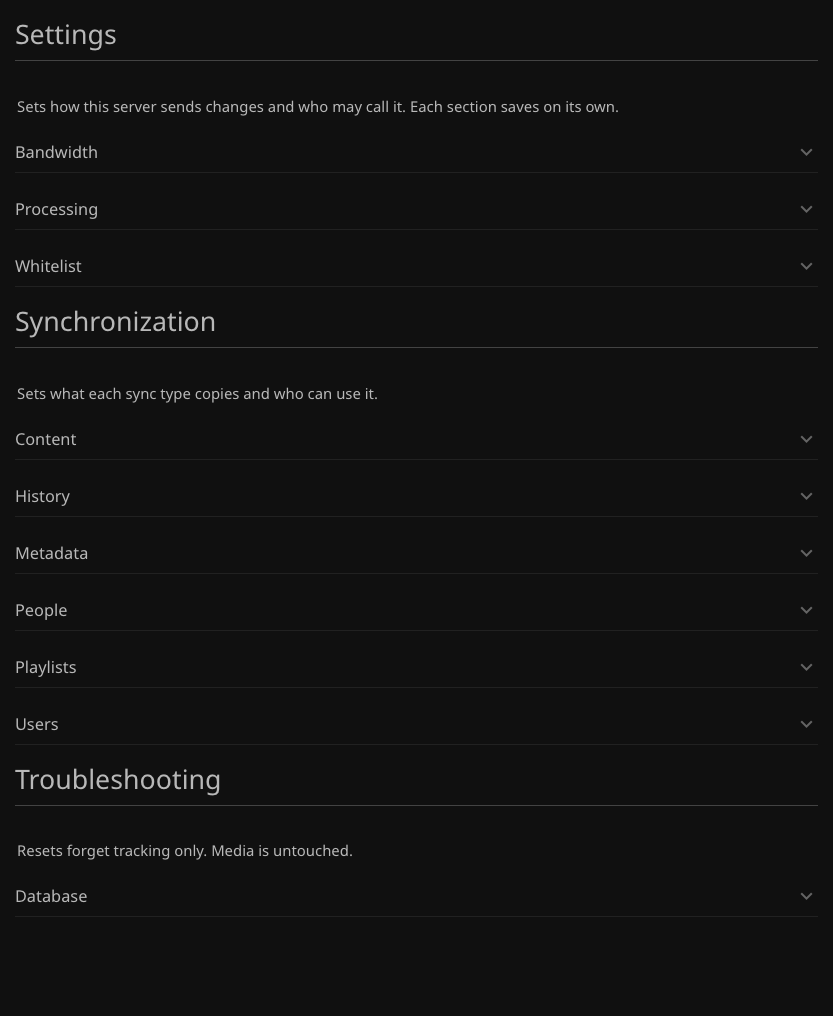 Settings
Sets how this server sends changes and who may call it. Each section saves on its own.
Bandwidth
Processing
Whitelist
Synchronization
Sets what each sync type copies and who can use it.
Content
History
Metadata
People
Playlists
Users
Troubleshooting
Resets forget tracking only. Media is untouched.
Database